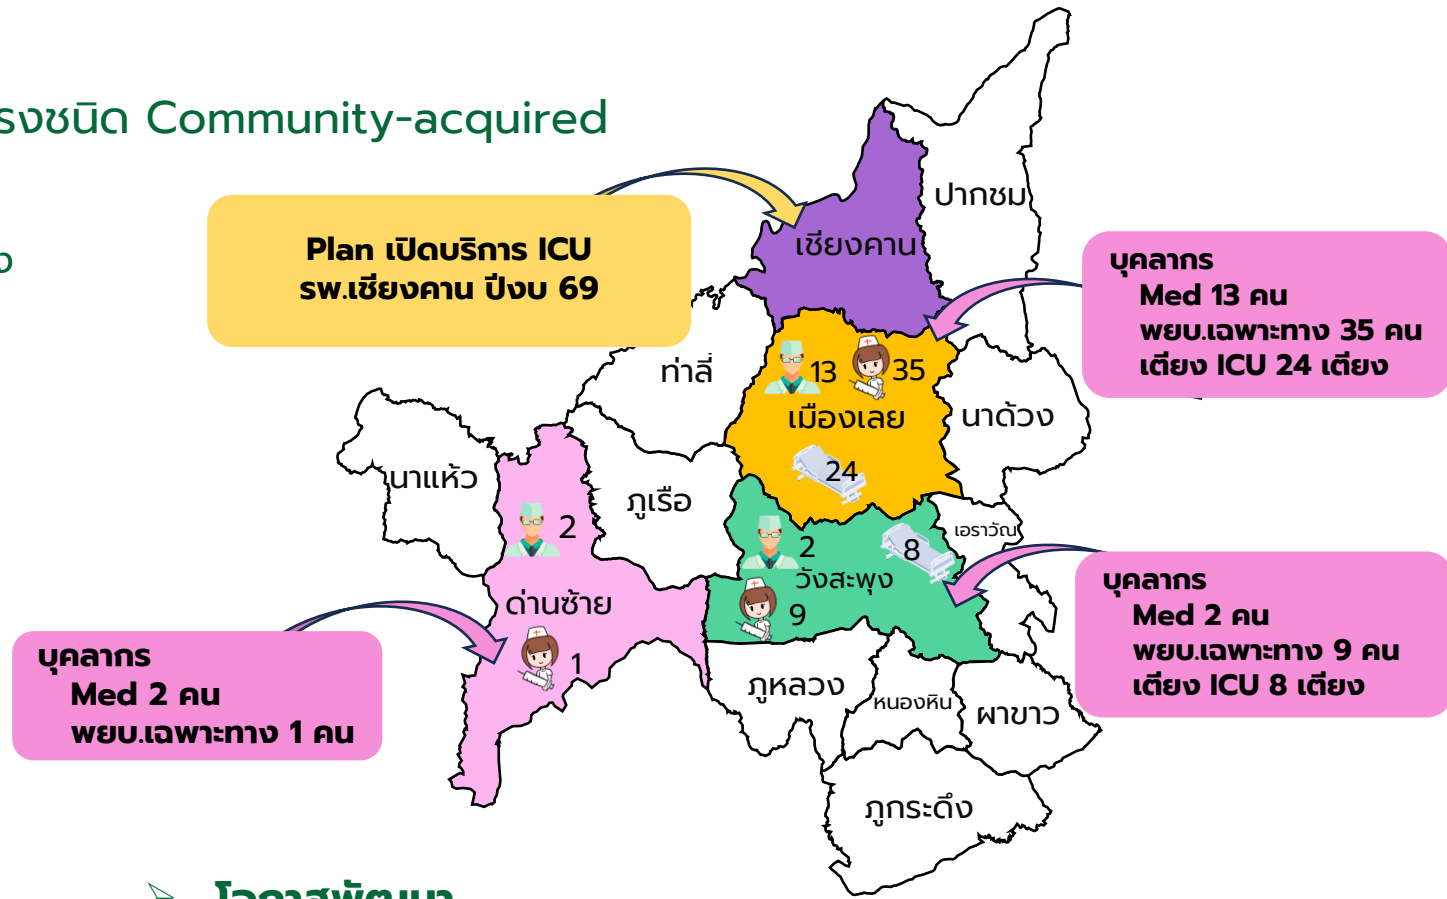 รงชนิด Community-acquired
ง
Plan เปิดบริการ ICU
รพ.เชียงคาน ปีงบ 69
บุคลากร
Med 13 คน
พยบ.เฉพาะทาง 35 คน
เตียง ICU 24 เตียง
บุคลากร
Med 2 คน
พยบ.เฉพาะทาง 9 คน
เตียง ICU 8 เตียง
บุคลากร
Med 2 คน
พยบ.เฉพาะทาง 1 คน
ปากชม
เชียงคาน
ท่าลี่
13
35
เมืองเลย
24
นาด้วง
นาแห้ว
ภูเรือ
2
ด่านซ้าย
1
2
8
วังสะพุง
9
เอราวัณ
ภูหลวง
หนองหิน
ผาขาว
ภูกระดึง
โอกาสพัฒนา